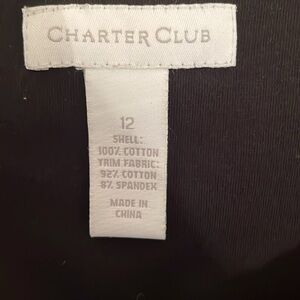 CHARTER CLUB
12
SHELL:
100% COTTON
TRIM FABRIC:
92% COTTON
8% SPANDEX
MADE IN
CHINA